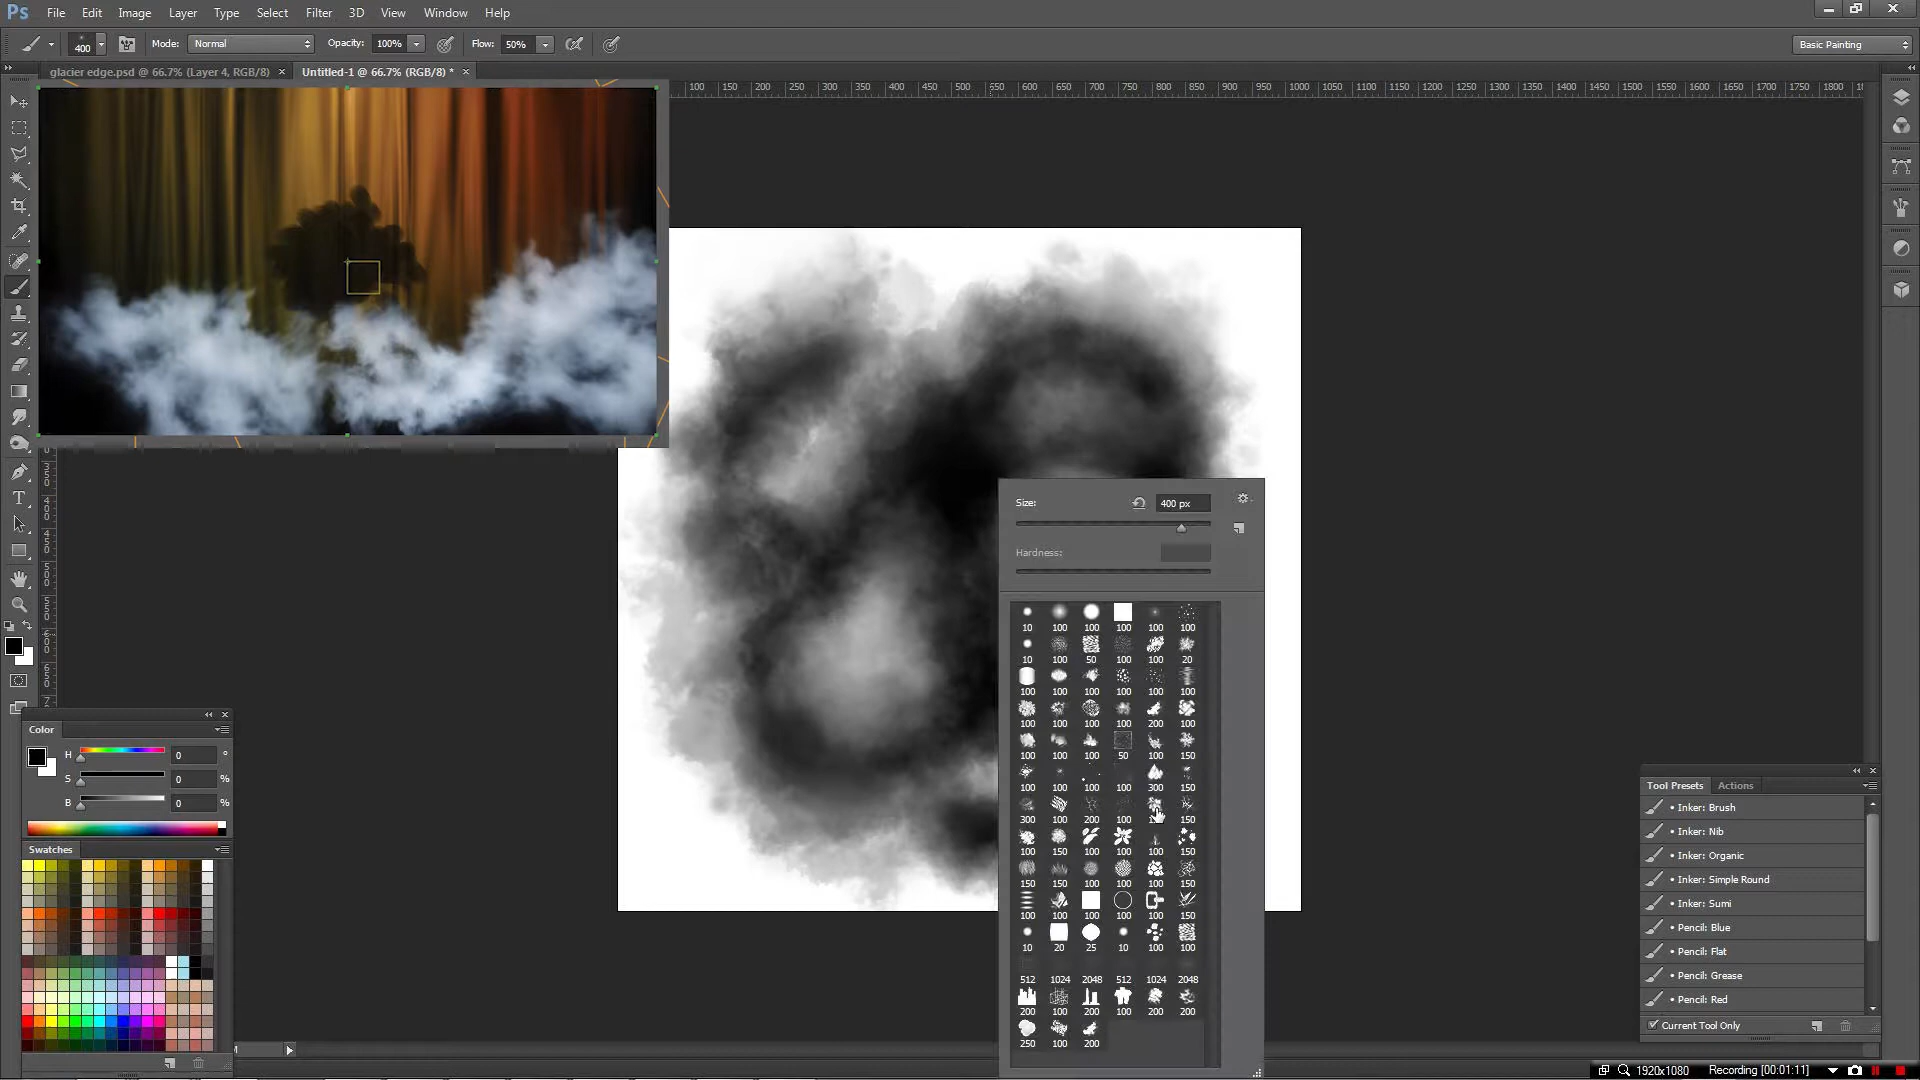 Ps File Edit Image Layer Type Select Filter 3D View Window Help
400 Mode: Normal Opacity: 100% Flow: 50% Basic Painting
glacier edge.psd @ 66.7% (Layer 4, RGB/8) × Untitled-1 @ 66.7% (RGB/8) * ×
100 150 200 250 300 350 400 450 500 550 600 650 700 750 800 850 900 950 1000 1050 1100 1150 1200 1250 1300 1350 1400 1450 1500 1550 1600 1650 1700 1750 1800
Size: 400 px
Hardness:
10 100 100 100 100 100
10 100 50 100 100 20
100 100 100 100 100 100
100 100 100 100 200 100
100 100 100 50 100 150
100 100 100 100 300 150
300 100 200 100 150
100 150 100 100 100 150
150 150 100 100 100 150
100 100 100 100 100 150
10 20 25 10 100 100
512 1024 2048 512 1024 2048
200 100 200 100 200 200
250 100 200
Color
H 0 °
S 0 %
B 0 %
Swatches
Tool Presets Actions
• Inker: Brush
• Inker: Nib
• Inker: Organic
• Inker: Simple Round
• Inker: Sumi
• Pencil: Blue
• Pencil: Flat
• Pencil: Grease
• Pencil: Red
Current Tool Only
1920x1080 Recording [00:01:11]